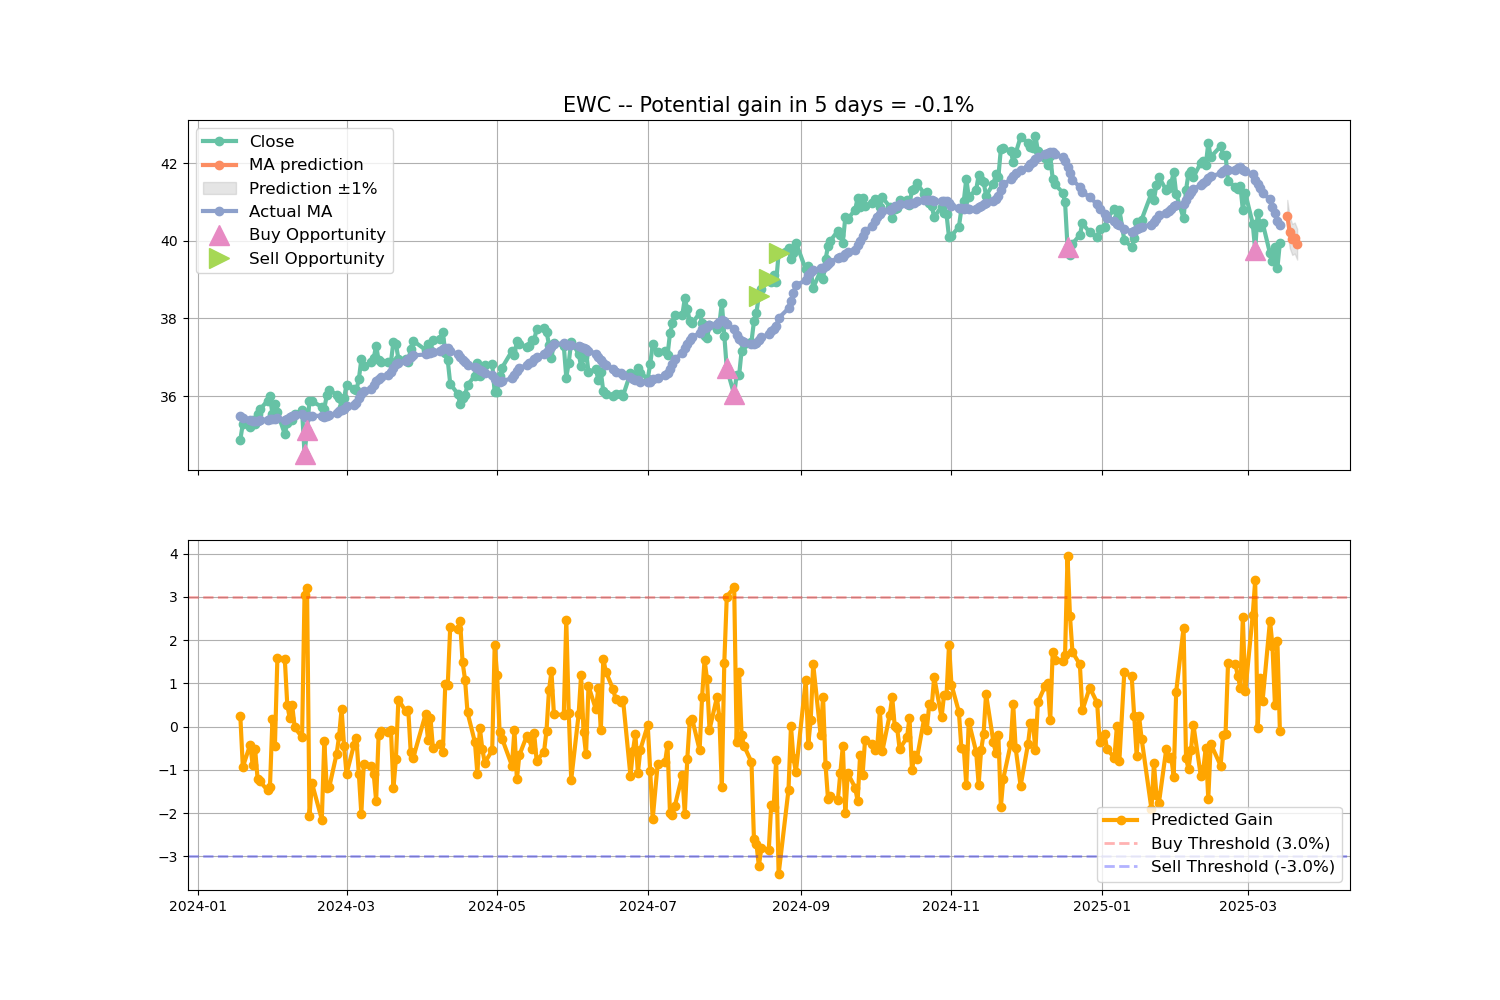 EWC -- Potential gain in 5 days = -0.1%
Close
MA prediction
Prediction ±1%
Actual MA
Buy Opportunity
Sell Opportunity
42
40
38
36
4
3
2
1
0
−1
−2
−3
Predicted Gain
Buy Threshold (3.0%)
Sell Threshold (-3.0%)
2024-01 2024-03 2024-05 2024-07 2024-09 2024-11 2025-01 2025-03